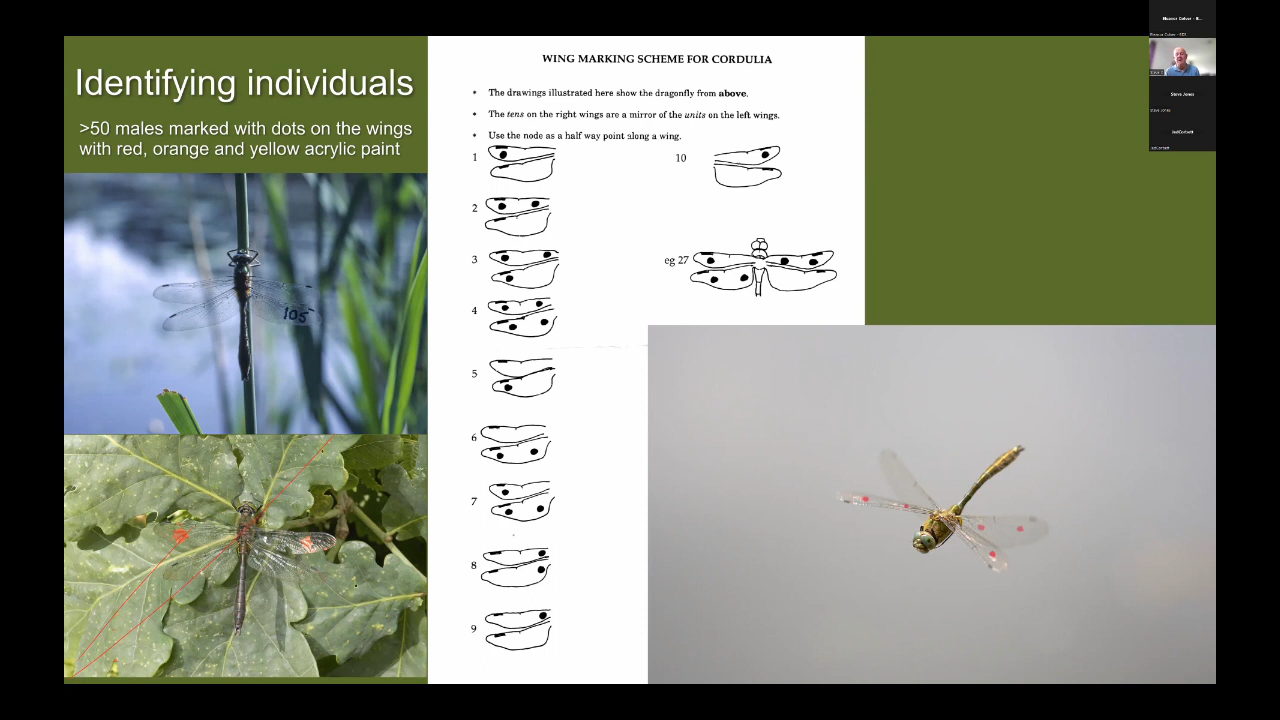 Identifying individuals
>50 males marked with dots on the wings
with red, orange and yellow acrylic paint
WING MARKING SCHEME FOR CORDULIA
* The drawings illustrated here show the dragonfly from above.
* The tens on the right wings are a mirror of the units on the left wings.
* Use the node as a half way point along a wing.
1
10
2
3
eg 27
4
5
6
7
8
9
105
Steve Jones
Steve Jones